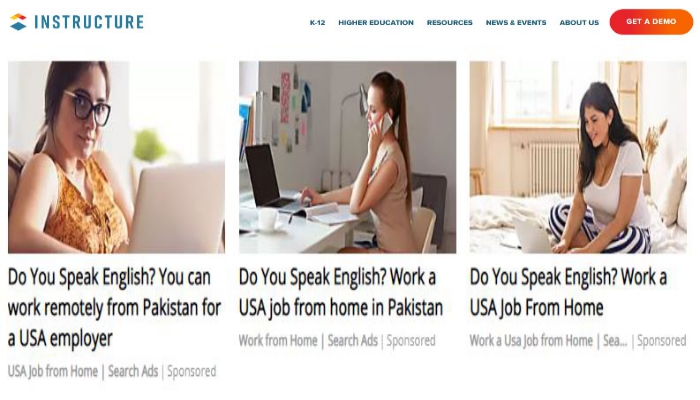 INSTRUCTURE
K-12 HIGHER EDUCATION RESOURCES NEWS & EVENTS ABOUT US GET A DEMO
Do You Speak English? You can
work remotely from Pakistan for
a USA employer
USA Job from Home | Search Ads | Sponsored
Do You Speak English? Work a
USA job from home in Pakistan
Work from Home | Search Ads | Sponsored
Do You Speak English? Work a
USA Job From Home
Work a Usa Job from Home | Sea... | Sponsored